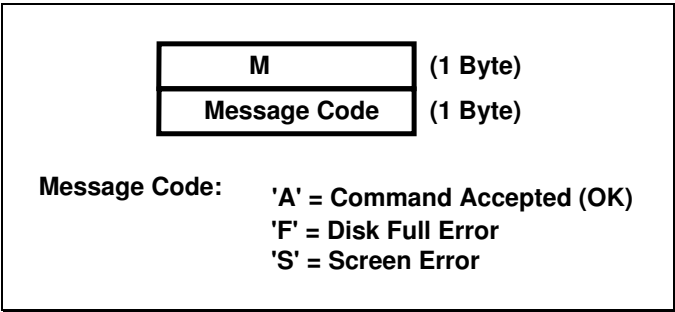 M (1 Byte)
Message Code (1 Byte)
Message Code: 'A' = Command Accepted (OK)
'F' = Disk Full Error
'S' = Screen Error